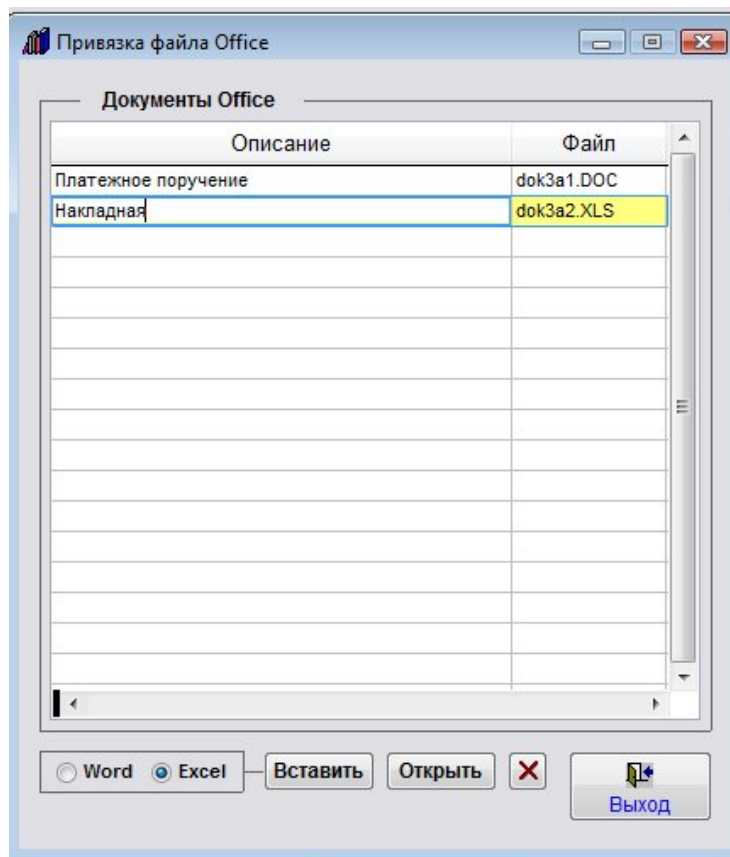 Привязка файла Office
Документы Office
Описание Файл
Платежное поручение dok3a1.DOC
Накладная dok3a2.XLS
Word Excel Вставить Открыть
Выход